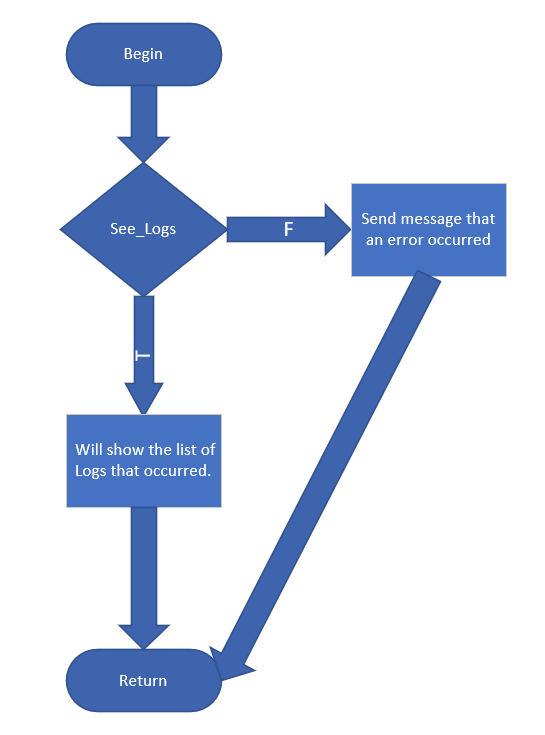 Begin
See_Logs
F
Send message that
an error occurred
T
Will show the list of
Logs that occurred.
Return